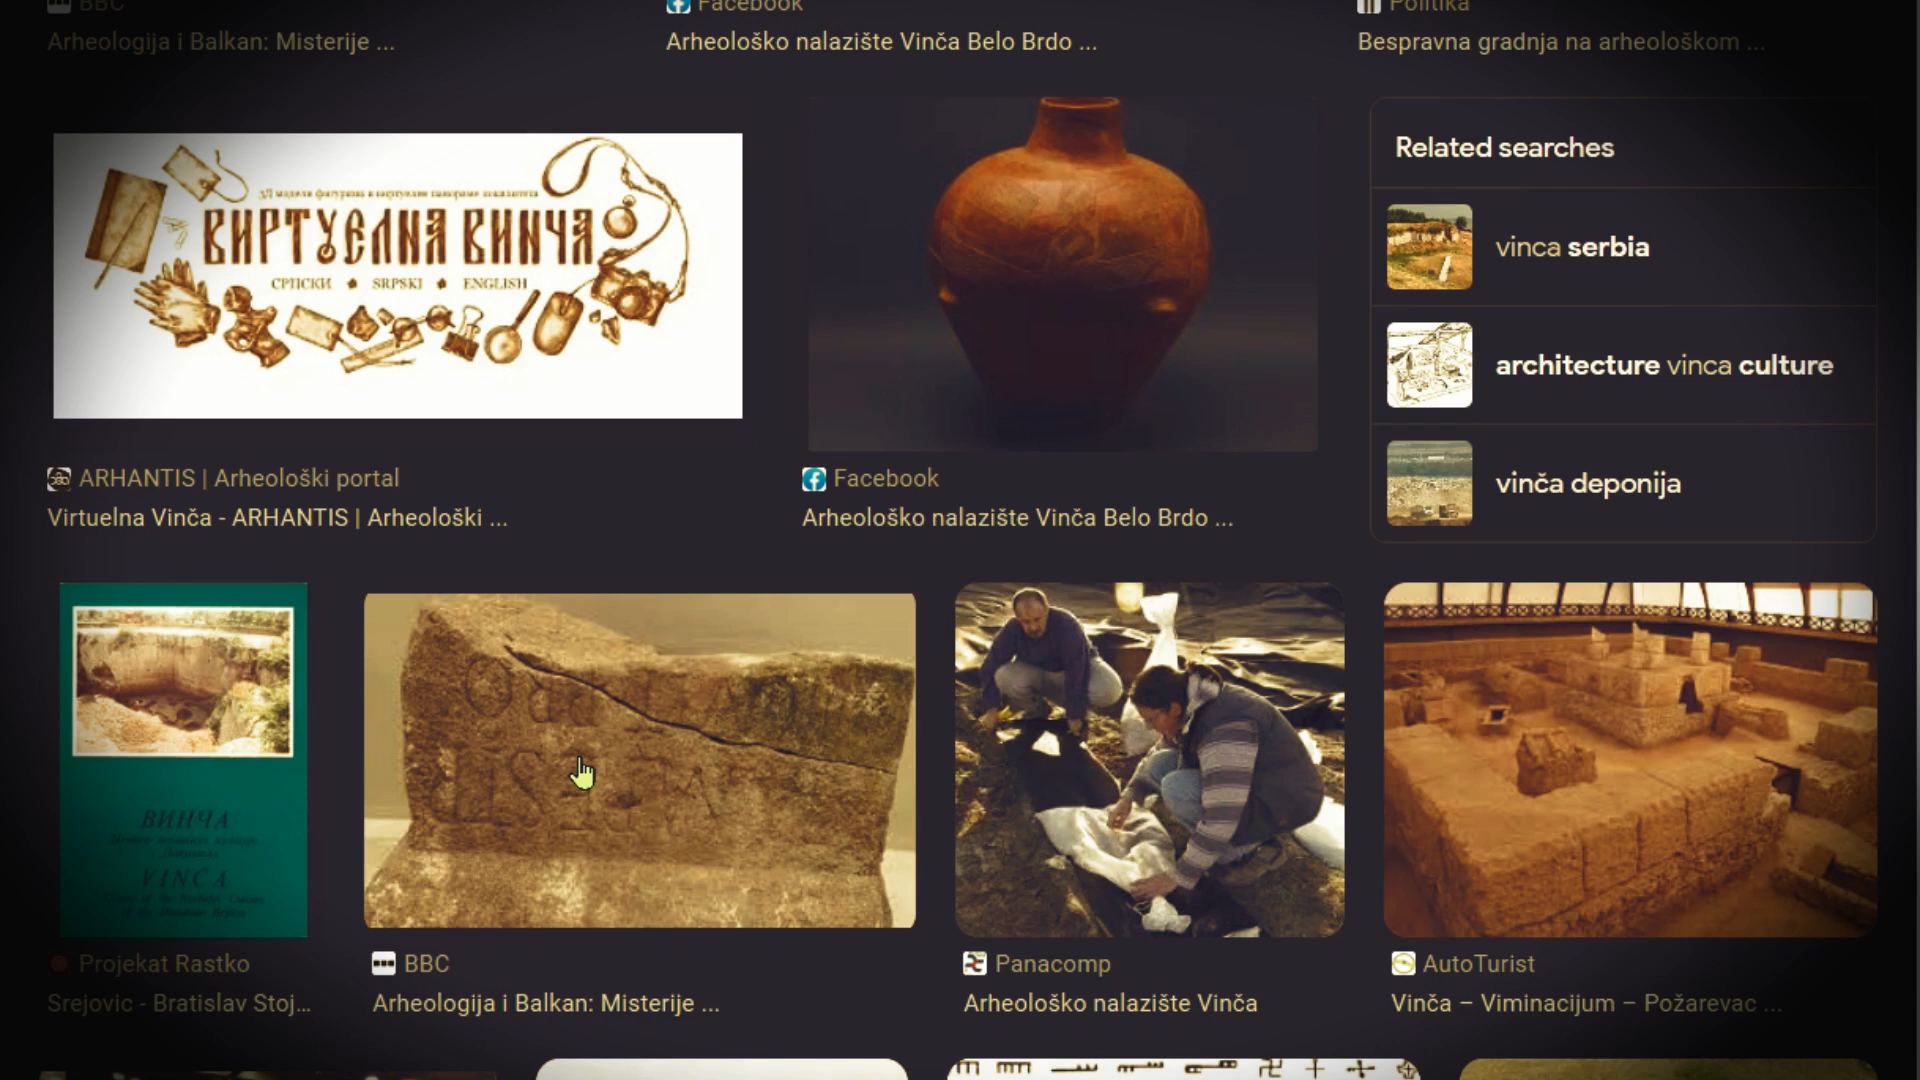 BBC
Facebook
Politika
Arheologija i Balkan: Misterije ...
Arheološko nalazište Vinča Belo Brdo ...
Bespravna gradnja na arheološkom ...
ВИРТУЕЛНА ВИНЧА
СРПСКИ
SRPSKI
ENGLISH
Related searches
vinca serbia
architecture vinca culture
vinča deponija
ARHANTIS | Arheološki portal
Virtuelna Vinča - ARHANTIS | Arheološki ...
Facebook
Arheološko nalazište Vinča Belo Brdo ...
ВИНЧА
VINČA
Projekat Rastko
Srejovic - Bratislav Stoj...
BBC
Arheologija i Balkan: Misterije ...
Panacomp
Arheološko nalazište Vinča
AutoTurist
Vinča – Viminacijum – Požarevac ...